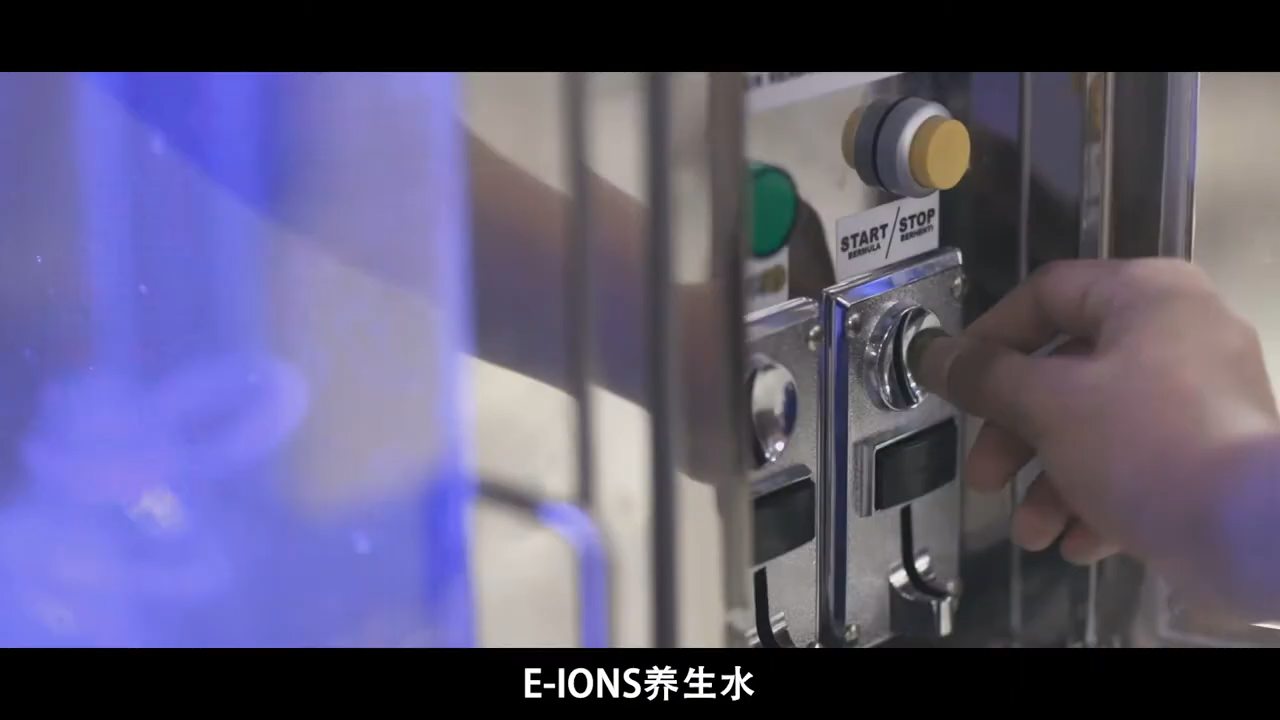 START / STOP
BERMULA BERHENTI
E-IONS养生水